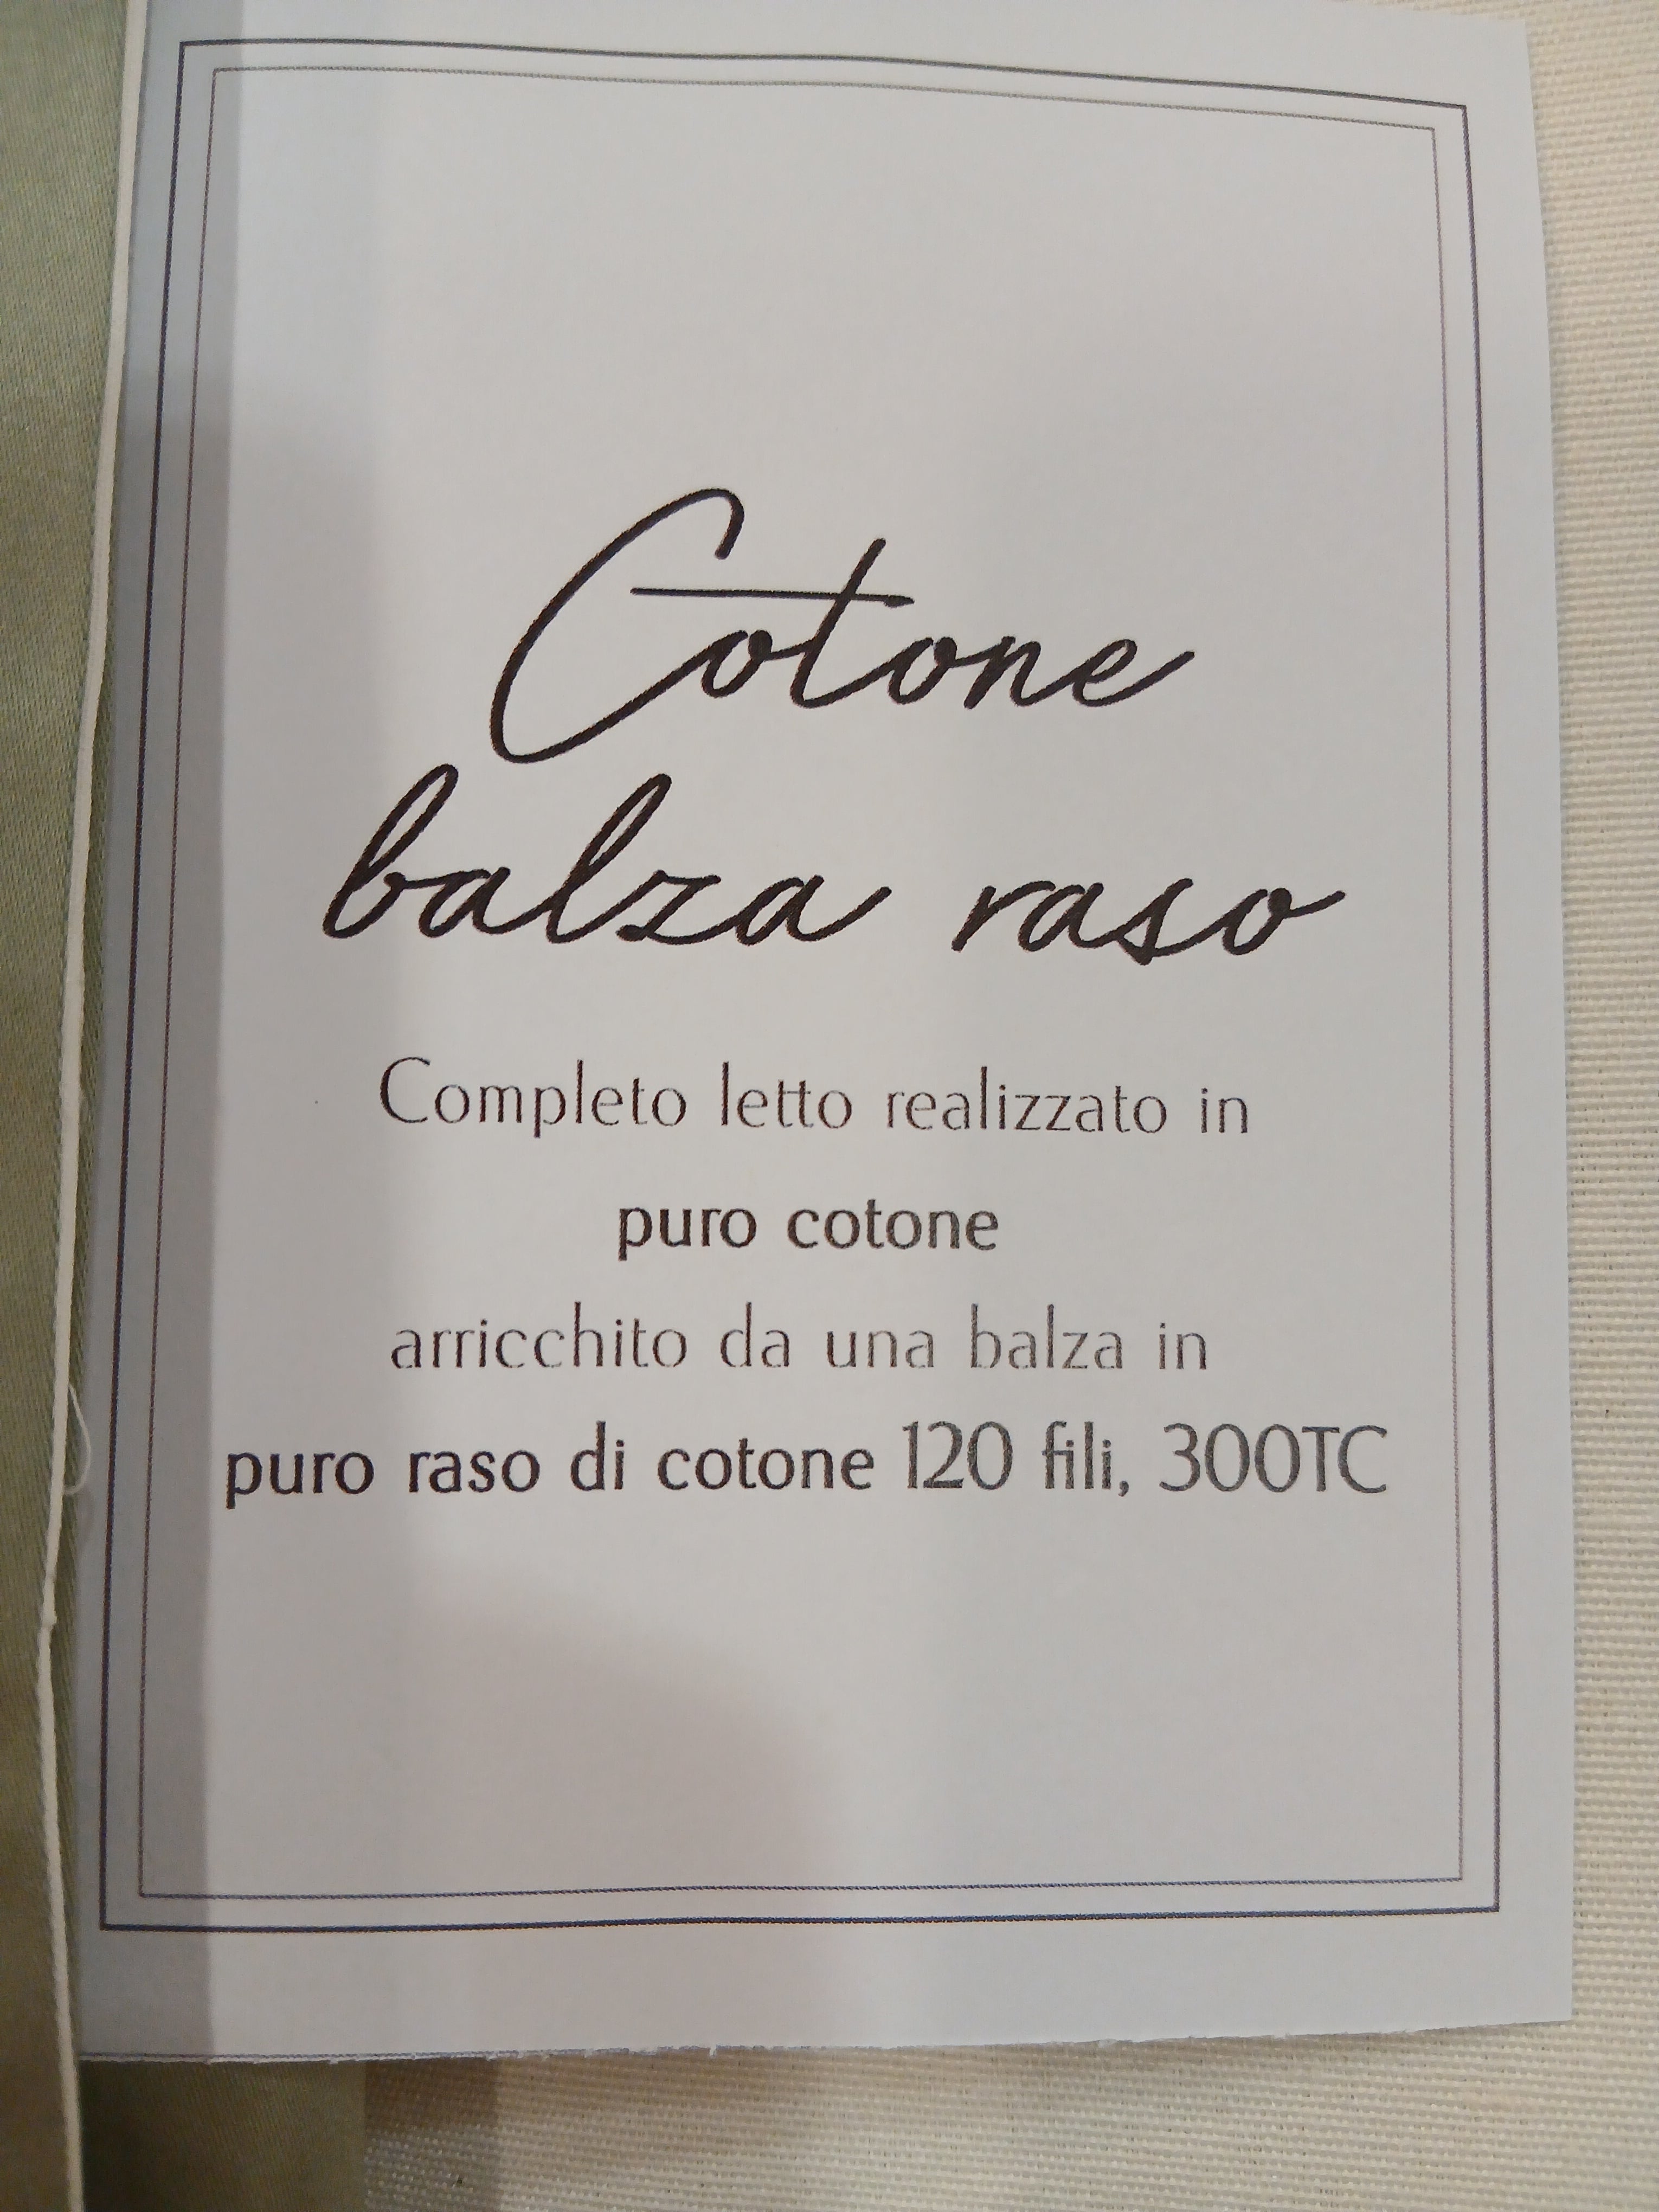 Cotone
balza raso
Completo letto realizzato in
puro cotone
arricchito da una balza in
puro raso di cotone 120 fili, 300TC